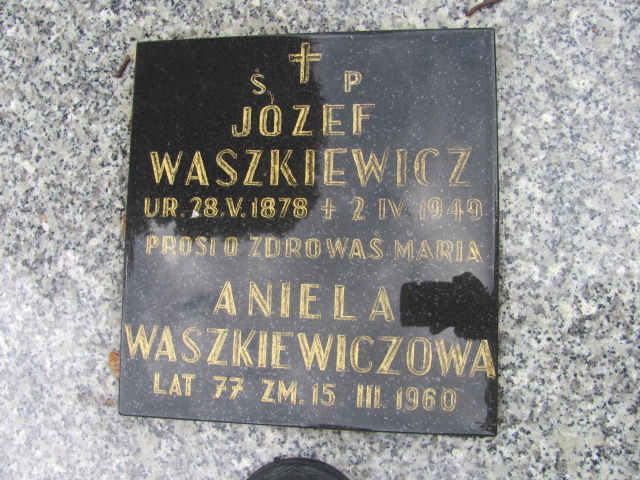 Ś P
JÓZEF
WASZKIEWICZ
UR. 28.V.1878 + 2 IV 1949
PROSI O ZDROWAŚ MARIA
ANIELA
WASZKIEWICZOWA
LAT 77 ZM. 15 III 1960